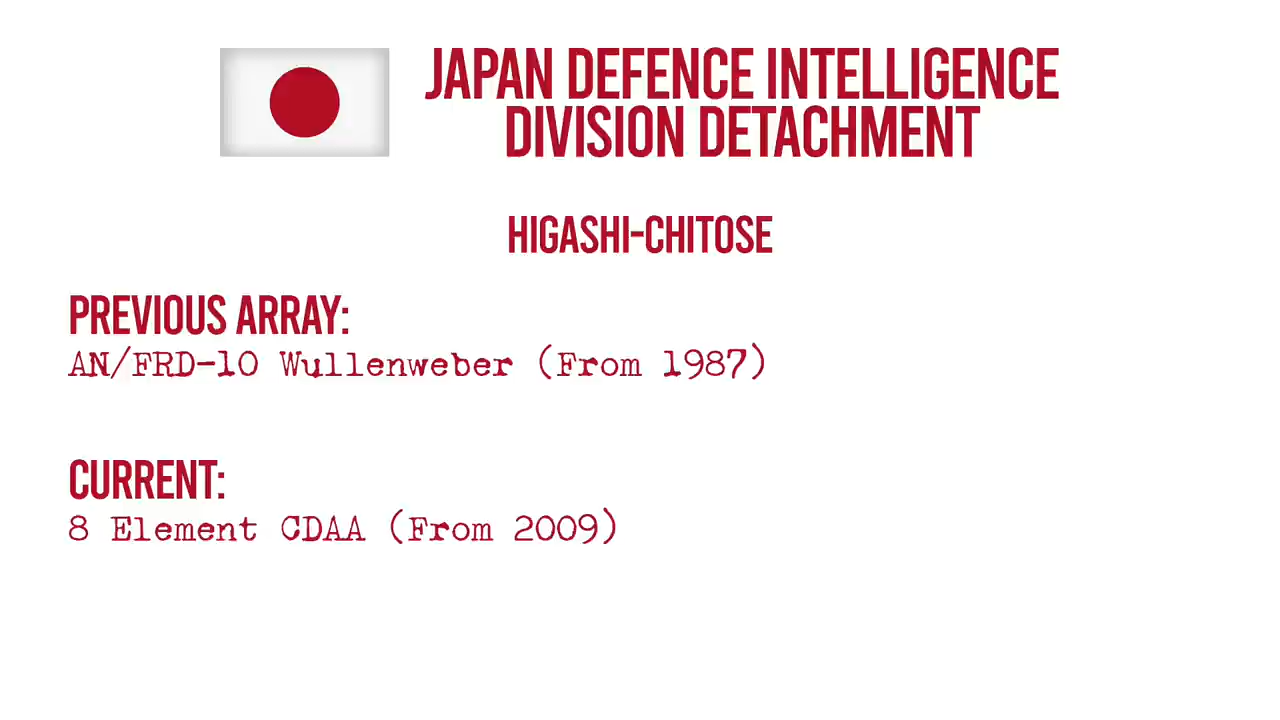 JAPAN DEFENCE INTELLIGENCE
DIVISION DETACHMENT
HIGASHI-CHITOSE
PREVIOUS ARRAY:
AN/FRD-10 Wullenweber (From 1987)
CURRENT:
8 Element CDAA (From 2009)